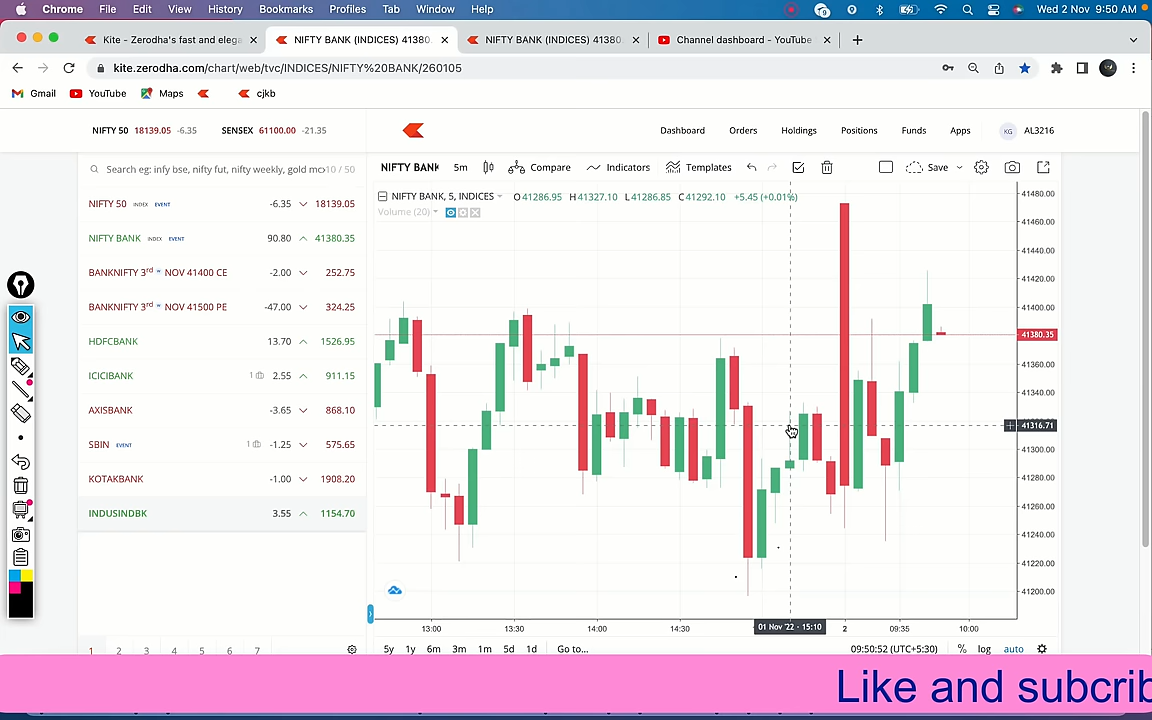 Chrome File Edit View History Bookmarks Profiles Tab Window Help Wed 2 Nov 9:50 AM
Kite - Zerodha's fast and elega NIFTY BANK (INDICES) 41380. NIFTY BANK (INDICES) 41380. Channel dashboard - YouTube
kite.zerodha.com/chart/web/tvc/INDICES/NIFTY%20BANK/260105
Gmail YouTube Maps cjkb
NIFTY 50 18139.05 -6.35 SENSEX 61100.00 -21.35 Dashboard Orders Holdings Positions Funds Apps KG AL3216
Search eg: infy bse, nifty fut, nifty weekly, gold mcx 10 / 50
NIFTY BANK 5m Compare Indicators Templates Save
NIFTY BANK, 5, INDICES O41286.95 H41327.10 L41286.85 C41292.10 +5.45 (+0.01%)
Volume (20)
NIFTY 50 INDEX EVENT -6.35 18139.05
NIFTY BANK INDEX EVENT 90.80 41380.35
BANKNIFTY 3rd w NOV 41400 CE -2.00 252.75
BANKNIFTY 3rd w NOV 41500 PE -47.00 324.25
HDFCBANK 13.70 1526.95
ICICIBANK 1 2.55 911.15
AXISBANK -3.65 868.10
SBIN EVENT 1 -1.25 575.65
KOTAKBANK -1.00 1908.20
INDUSINDBK 3.55 1154.70
41480.00
41460.00
41440.00
41420.00
41400.00
41380.35
41360.00
41340.00
41316.71
41300.00
41280.00
41260.00
41240.00
41220.00
41200.00
13:00 13:30 14:00 14:30 01 Nov '22 - 15:10 2 09:35 10:00
1 2 3 4 5 6 7
5y 1y 6m 3m 1m 5d 1d Go to... 09:50:52 (UTC+5:30) % log auto
Like and subcrib